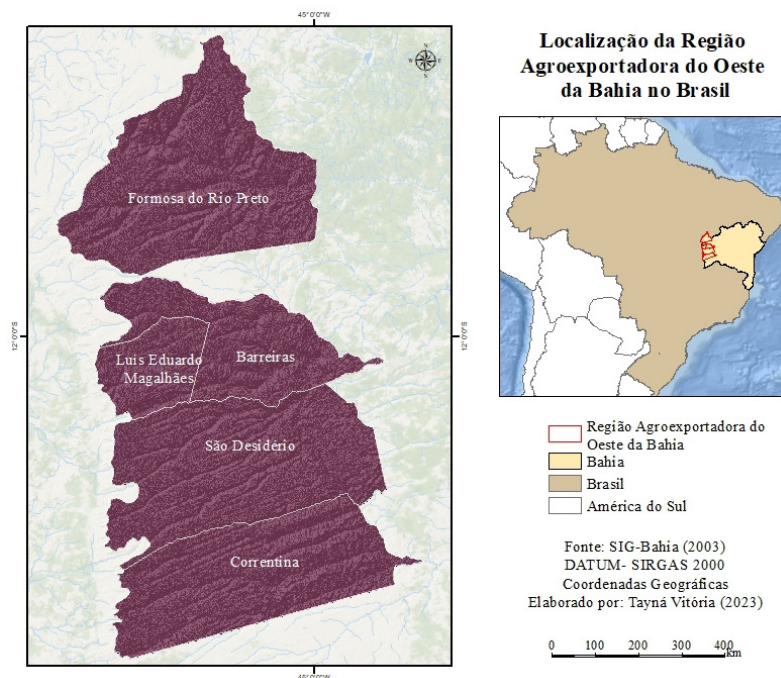 45°0'0"W
N
W
E
S
Formosa do Rio Preto
12°0'0"S
12°0'0"S
Luis Eduardo
Magalhães
Barreiras
São Desidério
Correntina
45°0'0"W
Localização da Região
Agroexportadora do Oeste
da Bahia no Brasil
Região Agroexportadora do
Oeste da Bahia
Bahia
Brasil
América do Sul
Fonte: SIG-Bahia (2003)
DATUM- SIRGAS 2000
Coordenadas Geográficas
Elaborado por: Tayná Vitória (2023)
0 100 200 300 400
km